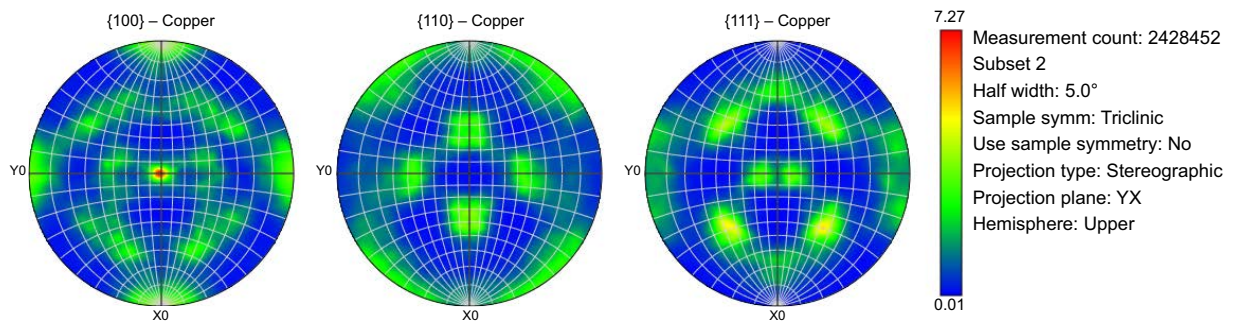 {100} – Copper
{110} – Copper
{111} – Copper
7.27
Measurement count: 2428452
Subset 2
Half width: 5.0°
Sample symm: Triclinic
Use sample symmetry: No
Projection type: Stereographic
Projection plane: YX
Hemisphere: Upper
Y0
Y0
Y0
0.01
X0
X0
X0